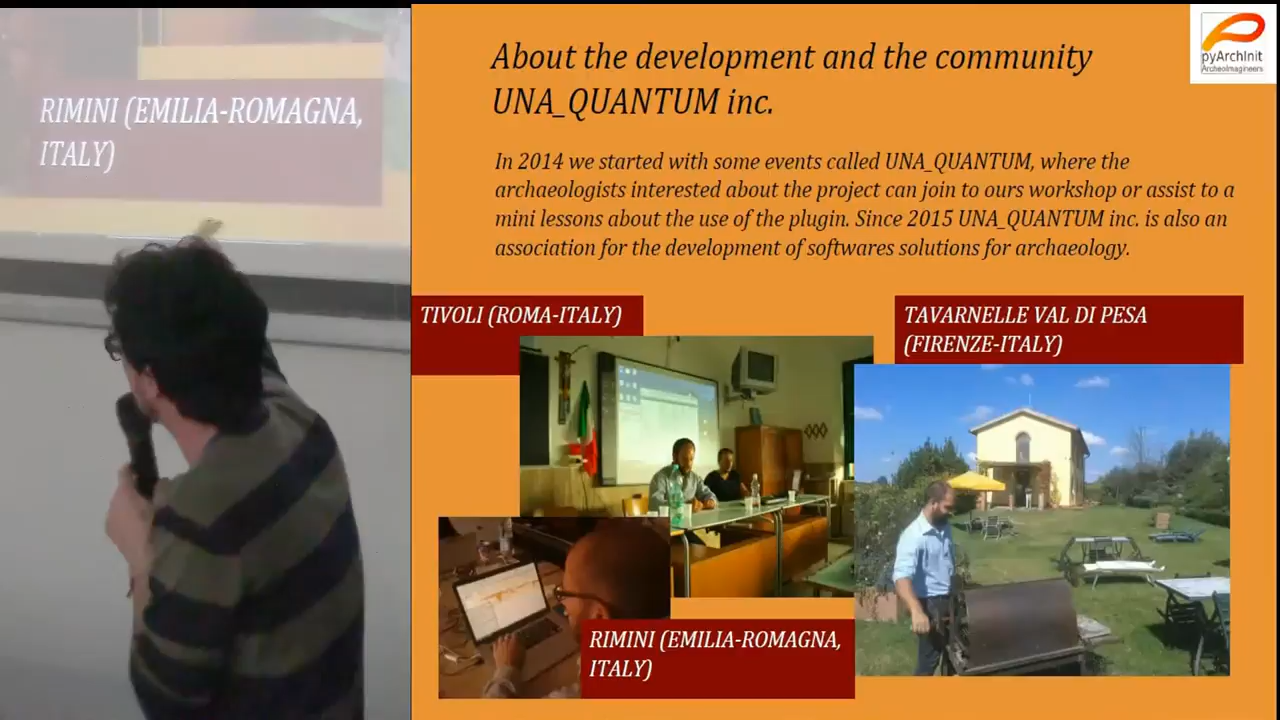 RIMINI (EMILIA-ROMAGNA,
ITALY)
About the development and the community
UNA_QUANTUM inc.
pyArchInit
ArcheoImagineers
In 2014 we started with some events called UNA_QUANTUM, where the
archaeologists interested about the project can join to ours workshop or assist to a
mini lessons about the use of the plugin. Since 2015 UNA_QUANTUM inc. is also an
association for the development of softwares solutions for archaeology.
TIVOLI (ROMA-ITALY)
TAVARNELLE VAL DI PESA
(FIRENZE-ITALY)
RIMINI (EMILIA-ROMAGNA,
ITALY)